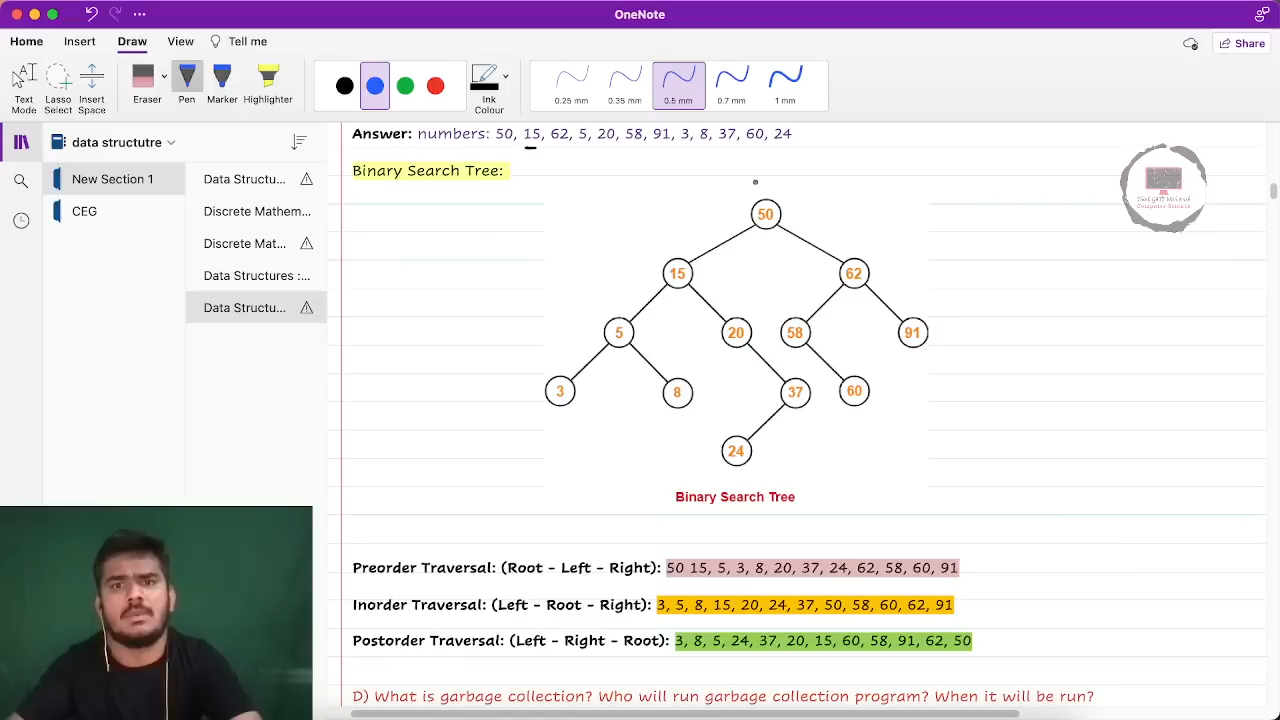 OneNote
Home Insert Draw View Tell me
Share
Text Mode
Lasso Select
Insert Space
Eraser
Pen
Marker
Highlighter
Ink Colour
0.25 mm
0.35 mm
0.5 mm
0.7 mm
1 mm
data structutre
New Section 1
CEG
Data Structu...
Discrete Mathem...
Discrete Mat...
Data Structures :...
Data Structu...
Answer: numbers: 50, 15, 62, 5, 20, 58, 91, 3, 8, 37, 60, 24
Binary Search Tree:
50
15 62
5 20 58 91
3 8 37 60
24
Binary Search Tree
Preorder Traversal: (Root - Left - Right): 50 15, 5, 3, 8, 20, 37, 24, 62, 58, 60, 91
Inorder Traversal: (Left - Root - Right): 3, 5, 8, 15, 20, 24, 37, 50, 58, 60, 62, 91
Postorder Traversal: (Left - Right - Root): 3, 8, 5, 24, 37, 20, 15, 60, 58, 91, 62, 50
D) What is garbage collection? Who will run garbage collection program? When it will be run?
Computer Science